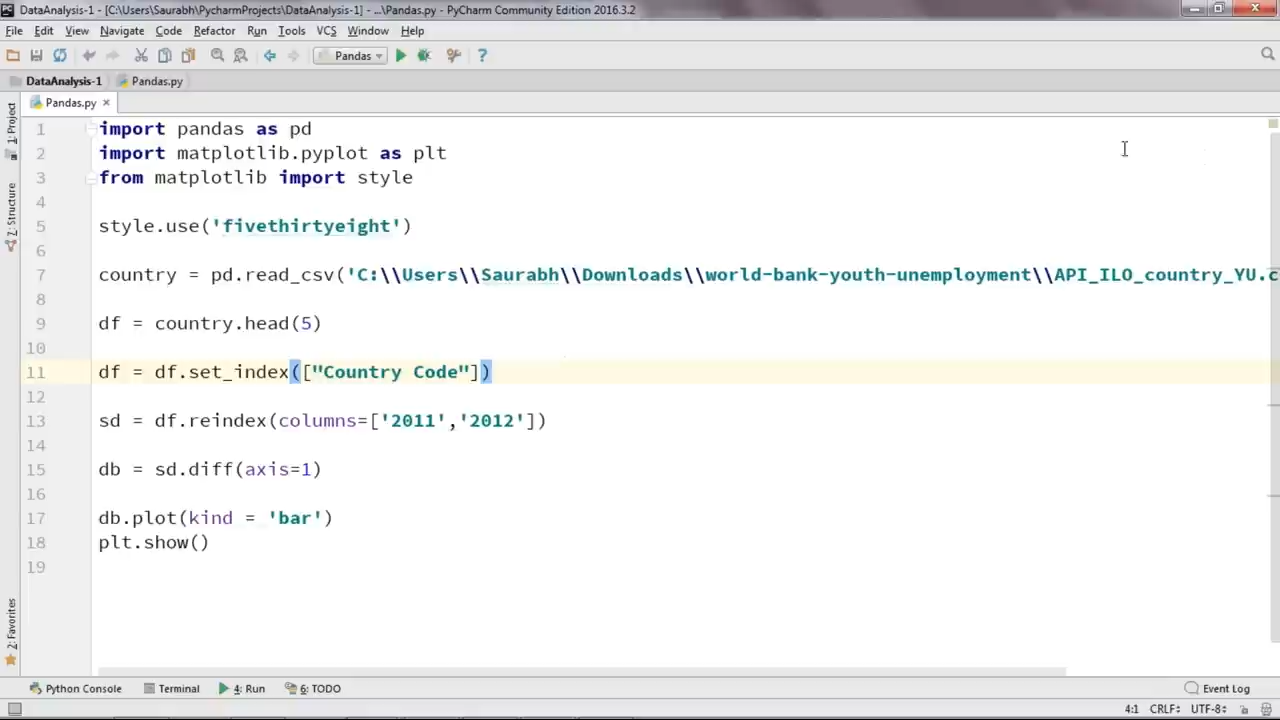 DataAnalysis-1 - [C:\Users\Saurabh\PycharmProjects\DataAnalysis-1] - ...\Pandas.py - PyCharm Community Edition 2016.3.2
File Edit View Navigate Code Refactor Run Tools VCS Window Help
Pandas
DataAnalysis-1 Pandas.py
Pandas.py
1: Project
Z: Structure
2: Favorites
1 import pandas as pd
2 import matplotlib.pyplot as plt
3 from matplotlib import style
4
5 style.use('fivethirtyeight')
6
7 country = pd.read_csv('C:\\Users\\Saurabh\\Downloads\\world-bank-youth-unemployment\\API_ILO_country_YU.c
8
9 df = country.head(5)
10
11 df = df.set_index(["Country Code"])
12
13 sd = df.reindex(columns=['2011','2012'])
14
15 db = sd.diff(axis=1)
16
17 db.plot(kind = 'bar')
18 plt.show()
19
Python Console Terminal 4: Run 6: TODO Event Log
4:1 CRLF÷ UTF-8÷